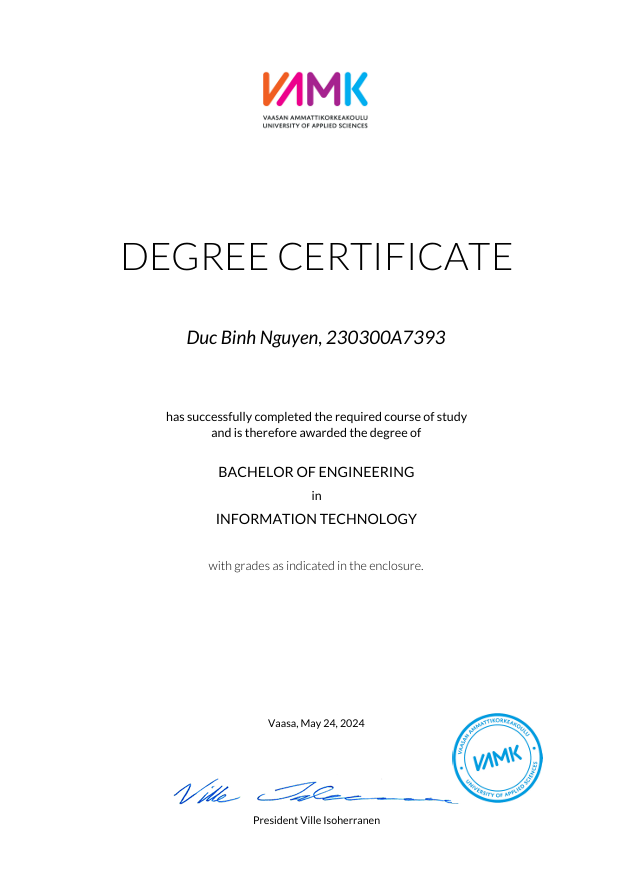 VAMK
VAASAN AMMATTIKORKEAKOULU
UNIVERSITY OF APPLIED SCIENCES
DEGREE CERTIFICATE
Duc Binh Nguyen, 230300A7393
has successfully completed the required course of study
and is therefore awarded the degree of
BACHELOR OF ENGINEERING
in
INFORMATION TECHNOLOGY
with grades as indicated in the enclosure.
Vaasa, May 24, 2024
VAASAN AMMATTIKORKEAKOULU
VAMK
UNIVERSITY OF APPLIED SCIENCES
Ville
President Ville Isoherranen